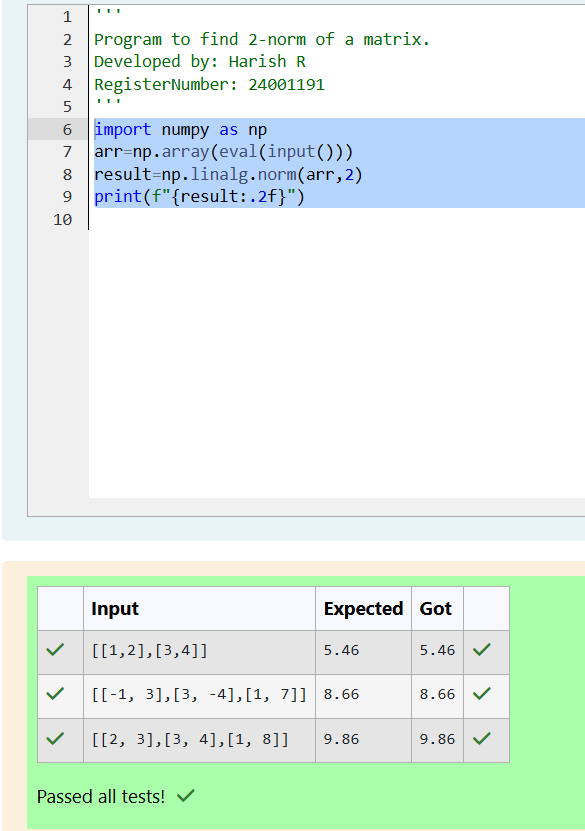 1 '''
2 Program to find 2-norm of a matrix.
3 Developed by: Harish R
4 RegisterNumber: 24001191
5 '''
6 import numpy as np
7 arr=np.array(eval(input()))
8 result=np.linalg.norm(arr,2)
9 print(f"{result:.2f}")
10
Input Expected Got
[[1,2],[3,4]] 5.46 5.46
[[-1, 3],[3, -4],[1, 7]] 8.66 8.66
[[2, 3],[3, 4],[1, 8]] 9.86 9.86
Passed all tests!